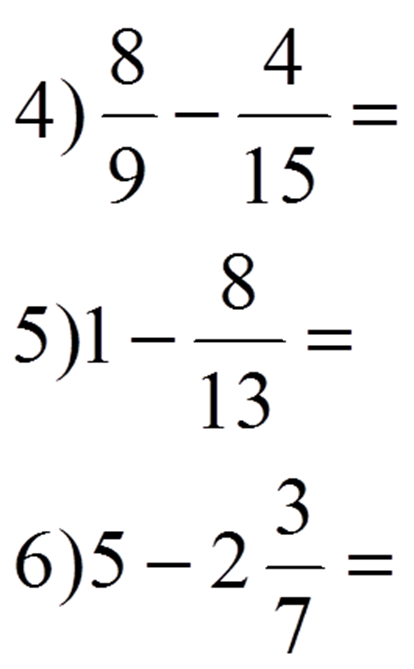 4) 8/9 − 4/15 =
5) 1 − 8/13 =
6) 5 − 2 3/7 =